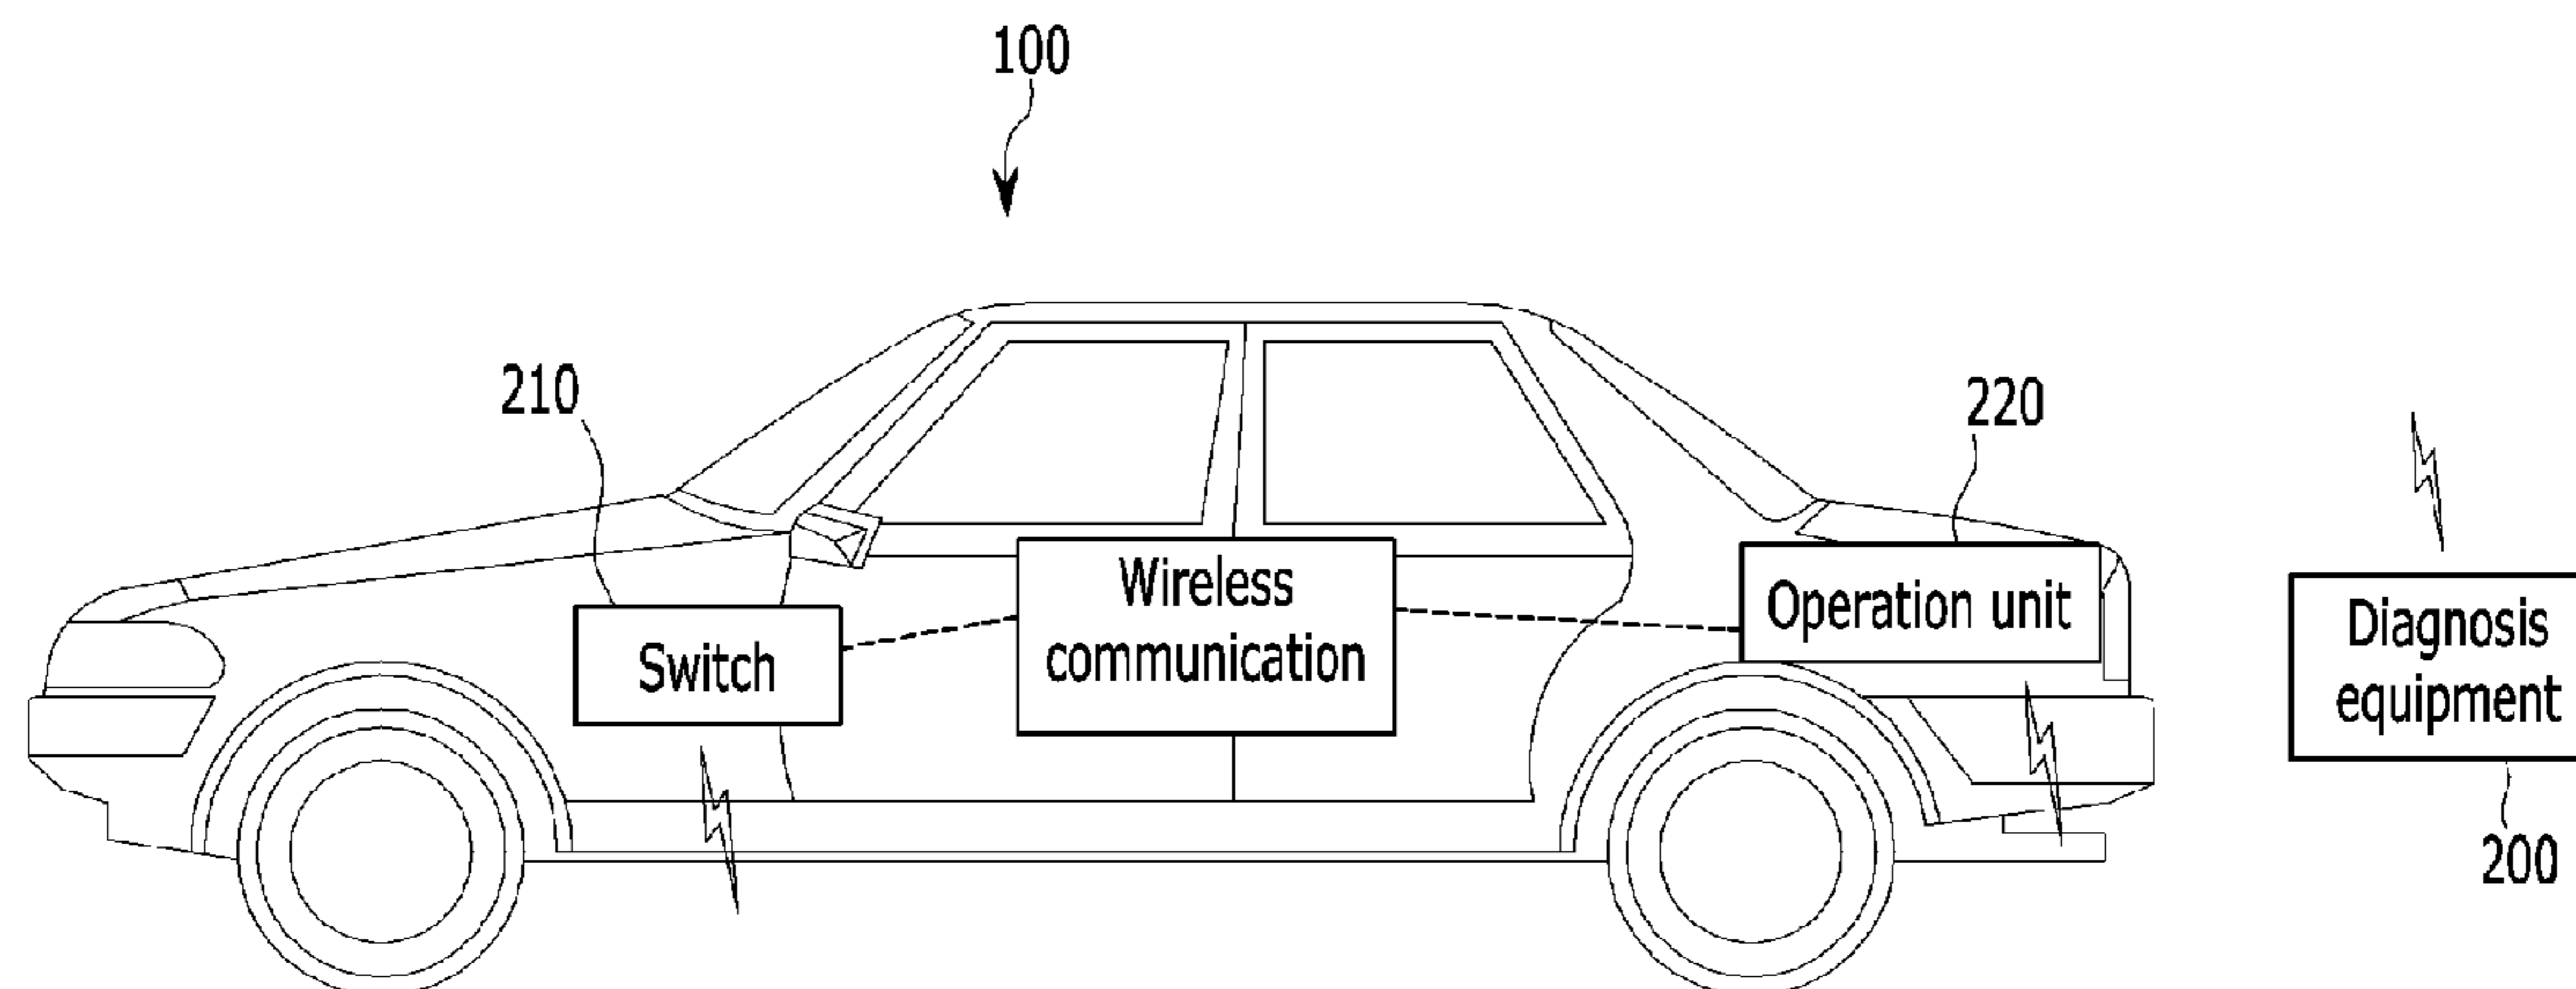 100
210
220
Wireless
communication
Operation unit
Switch
Diagnosis
equipment
200